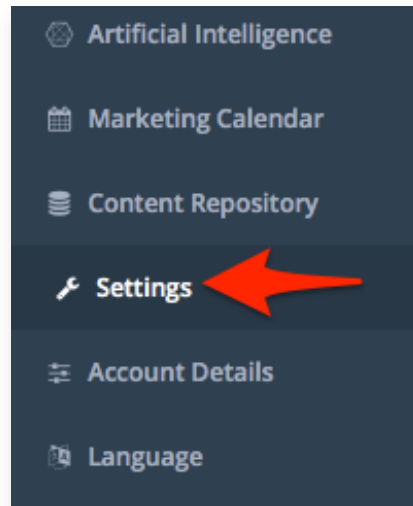 Artificial Intelligence
Marketing Calendar
Content Repository
Settings
Account Details
Language